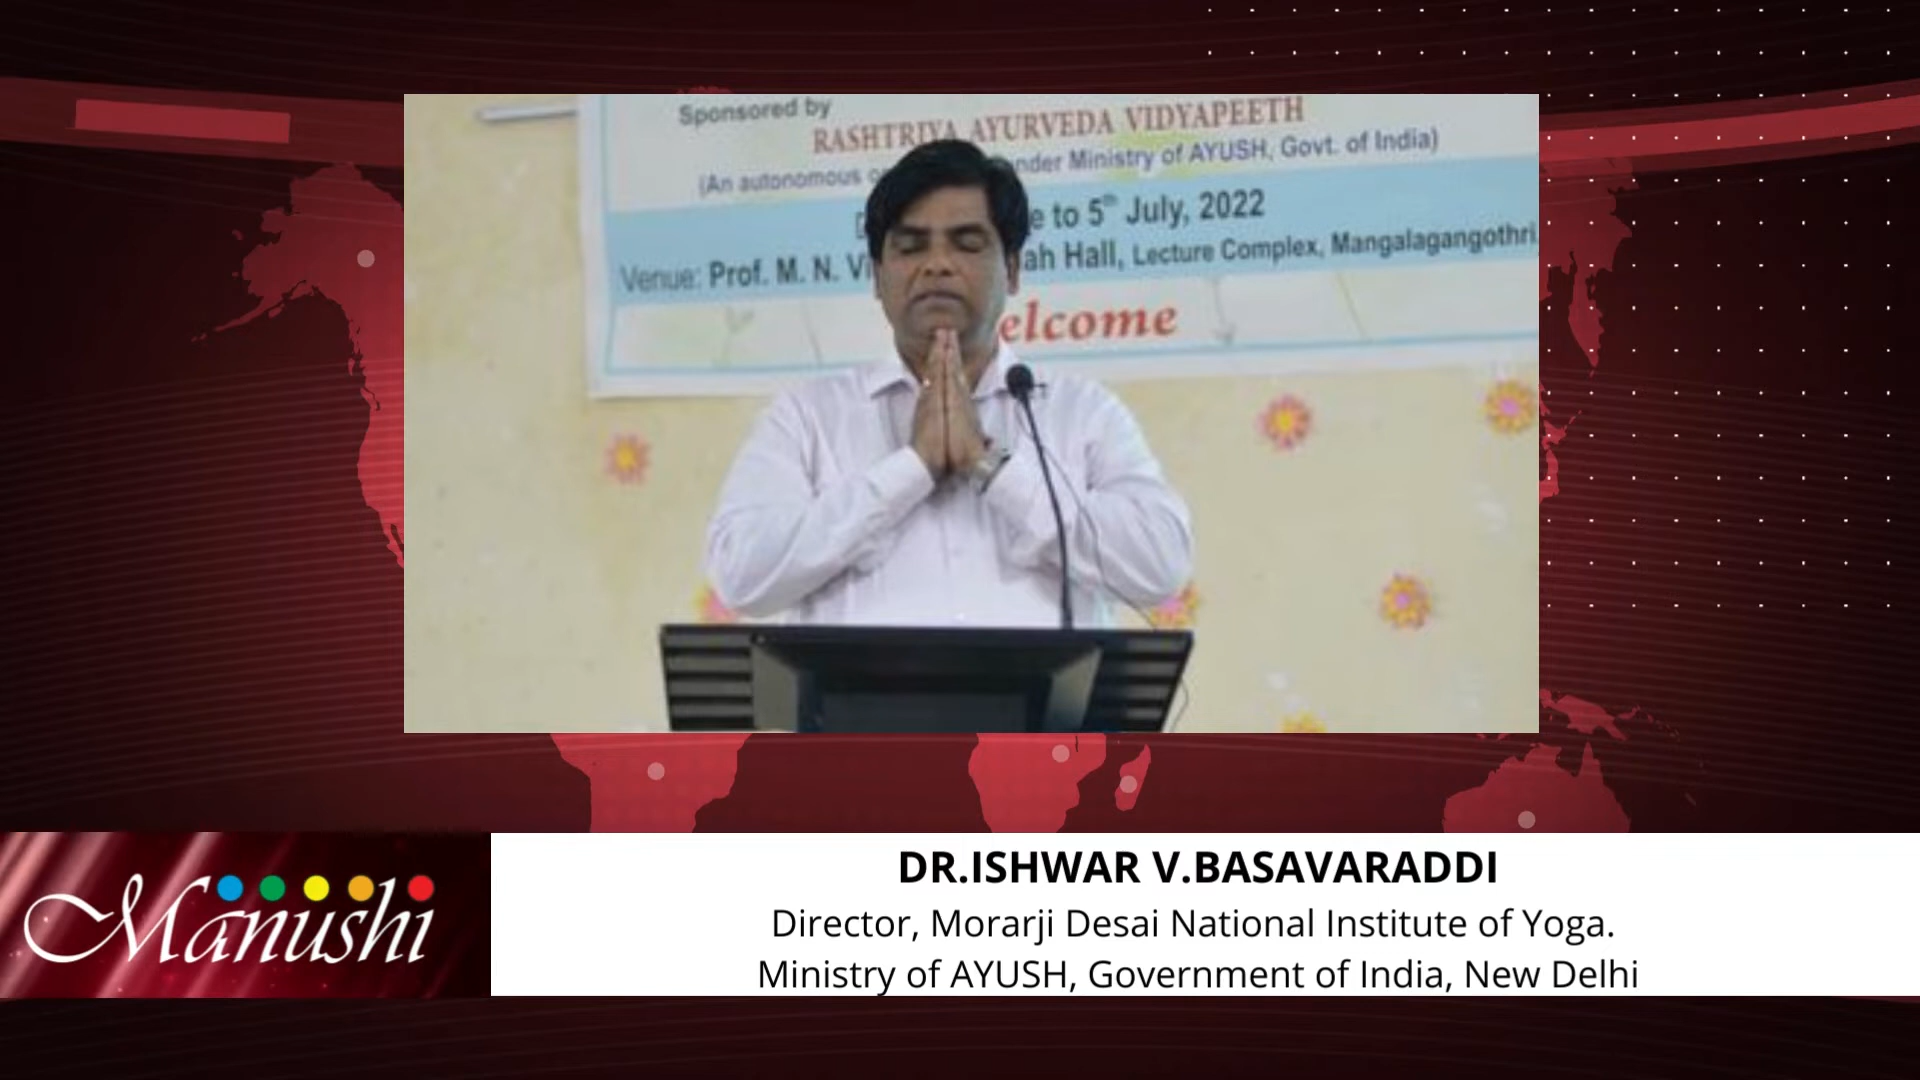 Sponsored by
RASHTRIYA AYURVEDA VIDYAPEETH
(An autonomous under Ministry of AYUSH, Govt. of India)
to 5th July, 2022
Venue: Prof. M. N. Hall, Lecture Complex, Mangalagangothri
Welcome
Manushi
DR.ISHWAR V.BASAVARADDI
Director, Morarji Desai National Institute of Yoga.
Ministry of AYUSH, Government of India, New Delhi